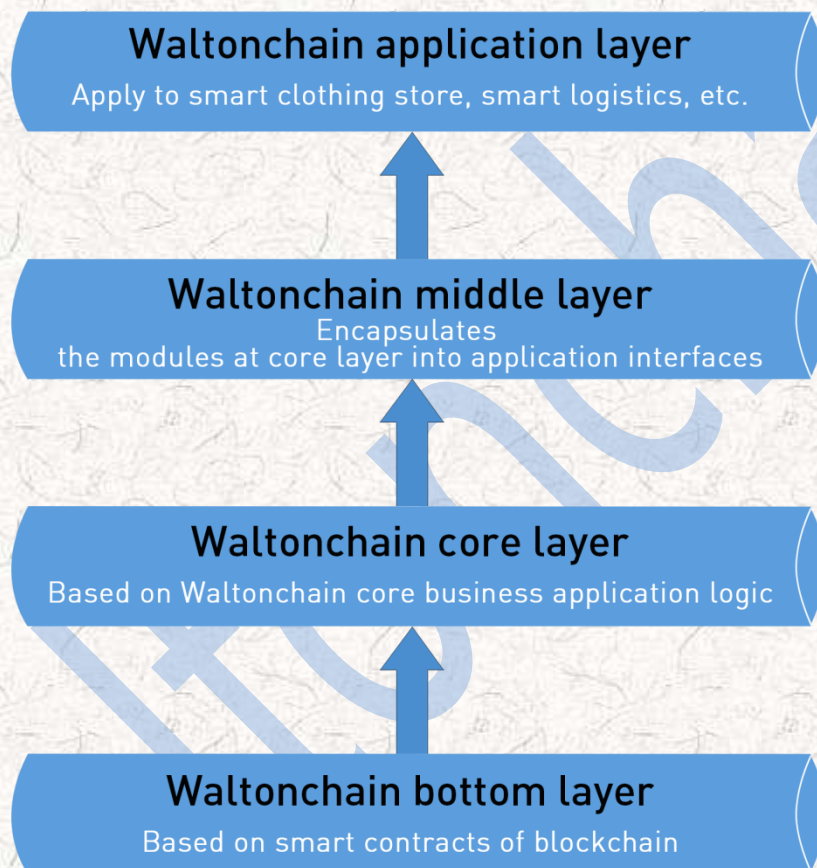 Waltonchain application layer
Apply to smart clothing store, smart logistics, etc.
Waltonchain middle layer
Encapsulates
the modules at core layer into application interfaces
Waltonchain core layer
Based on Waltonchain core business application logic
Waltonchain bottom layer
Based on smart contracts of blockchain